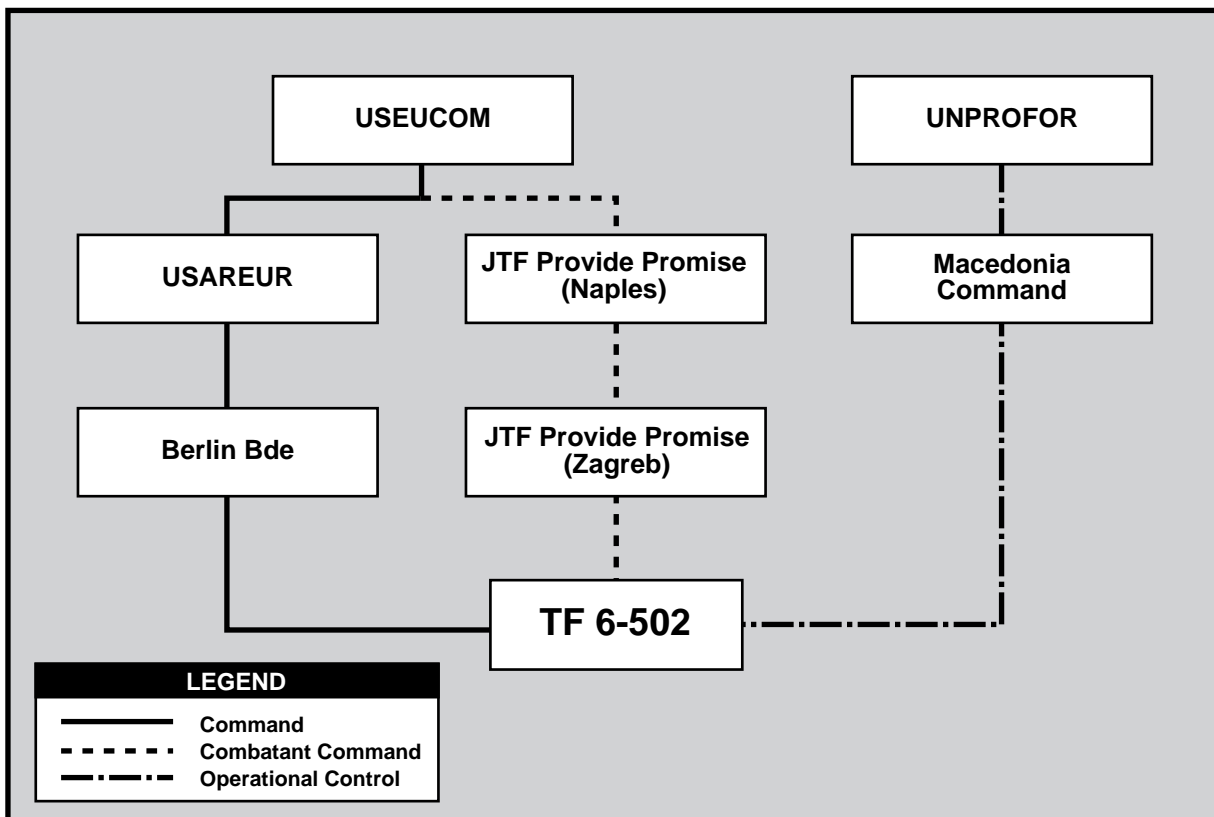 USEUCOM
UNPROFOR
USAREUR
JTF Provide Promise
(Naples)
Macedonia
Command
Berlin Bde
JTF Provide Promise
(Zagreb)
TF 6-502
LEGEND
Command
Combatant Command
Operational Control